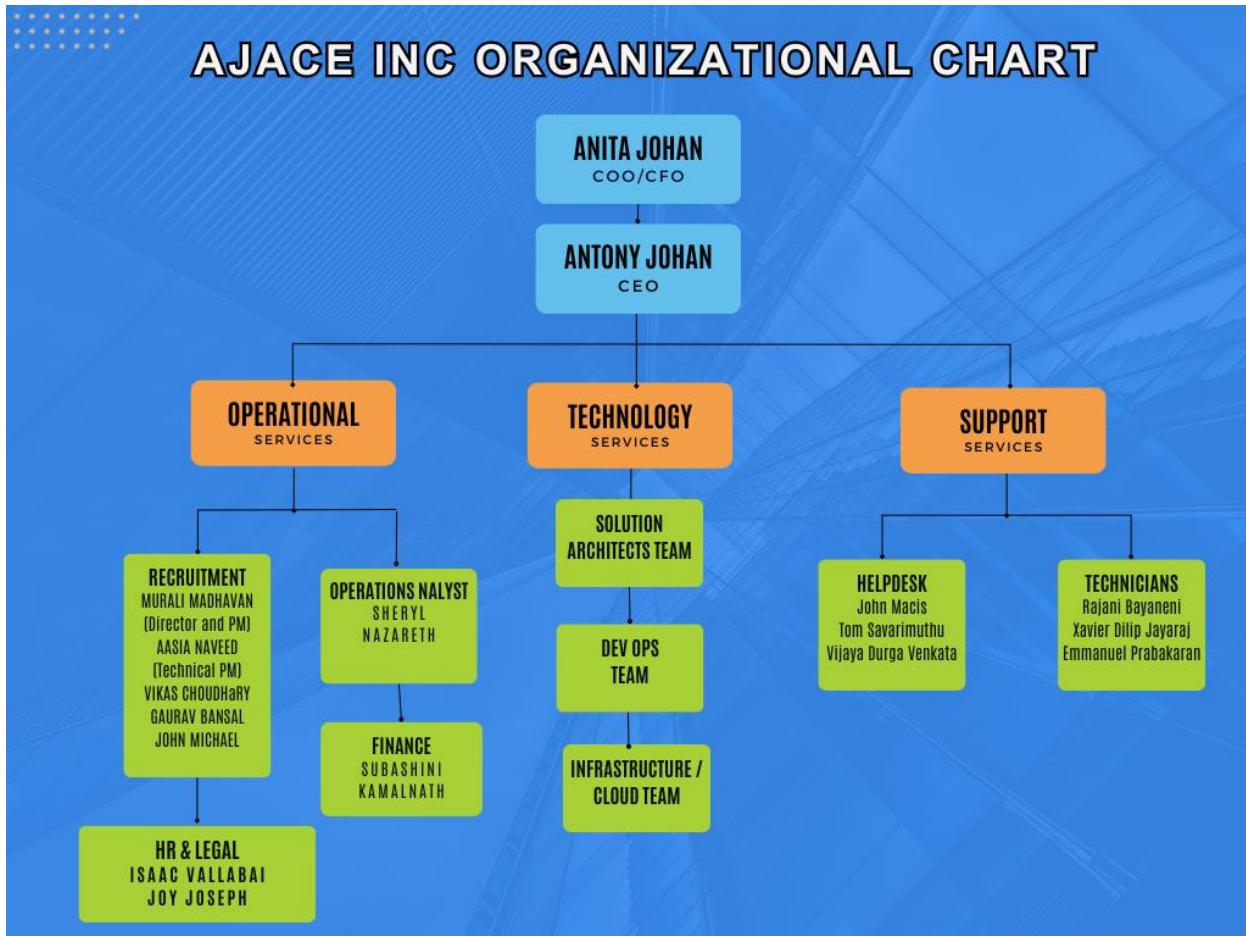 AJACE INC ORGANIZATIONAL CHART
ANITA JOHAN
COO/CFO
ANTONY JOHAN
CEO
OPERATIONAL
SERVICES
TECHNOLOGY
SERVICES
SUPPORT
SERVICES
RECRUITMENT
MURALI MADHAVAN
(Director and PM)
AASIA NAVEED
(Technical PM)
VIKAS CHOUDHaRY
GAURAV BANSAL
JOHN MICHAEL
OPERATIONS NALYST
SHERYL
NAZARETH
FINANCE
SUBASHINI
KAMALNATH
HR & LEGAL
ISAAC VALLABAI
JOY JOSEPH
SOLUTION
ARCHITECTS TEAM
DEV OPS
TEAM
INFRASTRUCTURE /
CLOUD TEAM
HELPDESK
John Macis
Tom Savarimuthu
Vijaya Durga Venkata
TECHNICIANS
Rajani Bayaneni
Xavier Dilip Jayaraj
Emmanuel Prabakaran